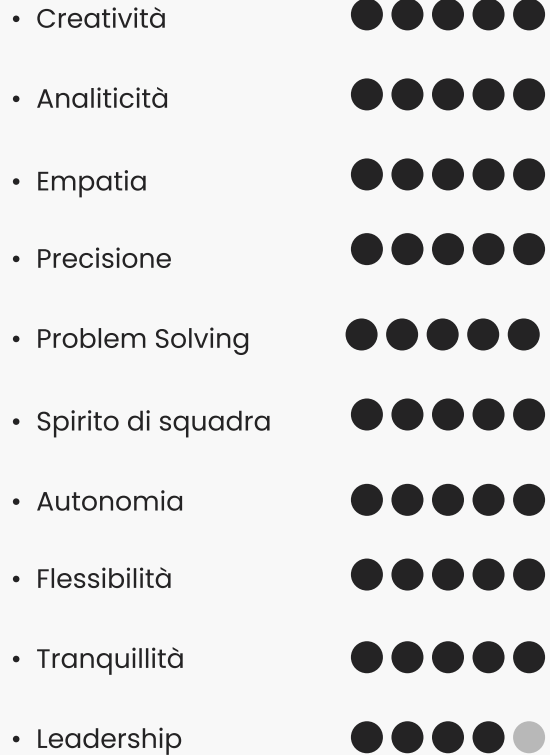 • Creatività
• Analiticità
• Empatia
• Precisione
• Problem Solving
• Spirito di squadra
• Autonomia
• Flessibilità
• Tranquillità
• Leadership